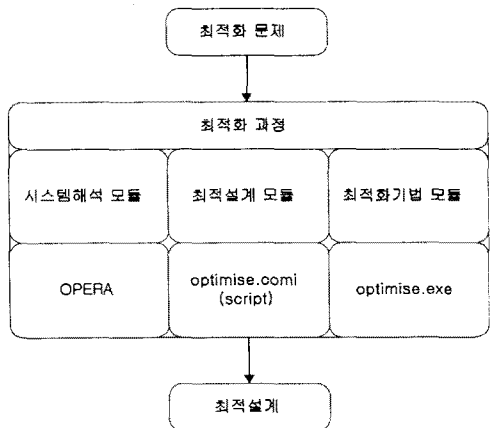 최적화 문제
최적화 과정
시스템해석 모듈
최적설계 모듈
최적화기법 모듈
OPERA
optimise.comi
(script)
optimise.exe
최적설계